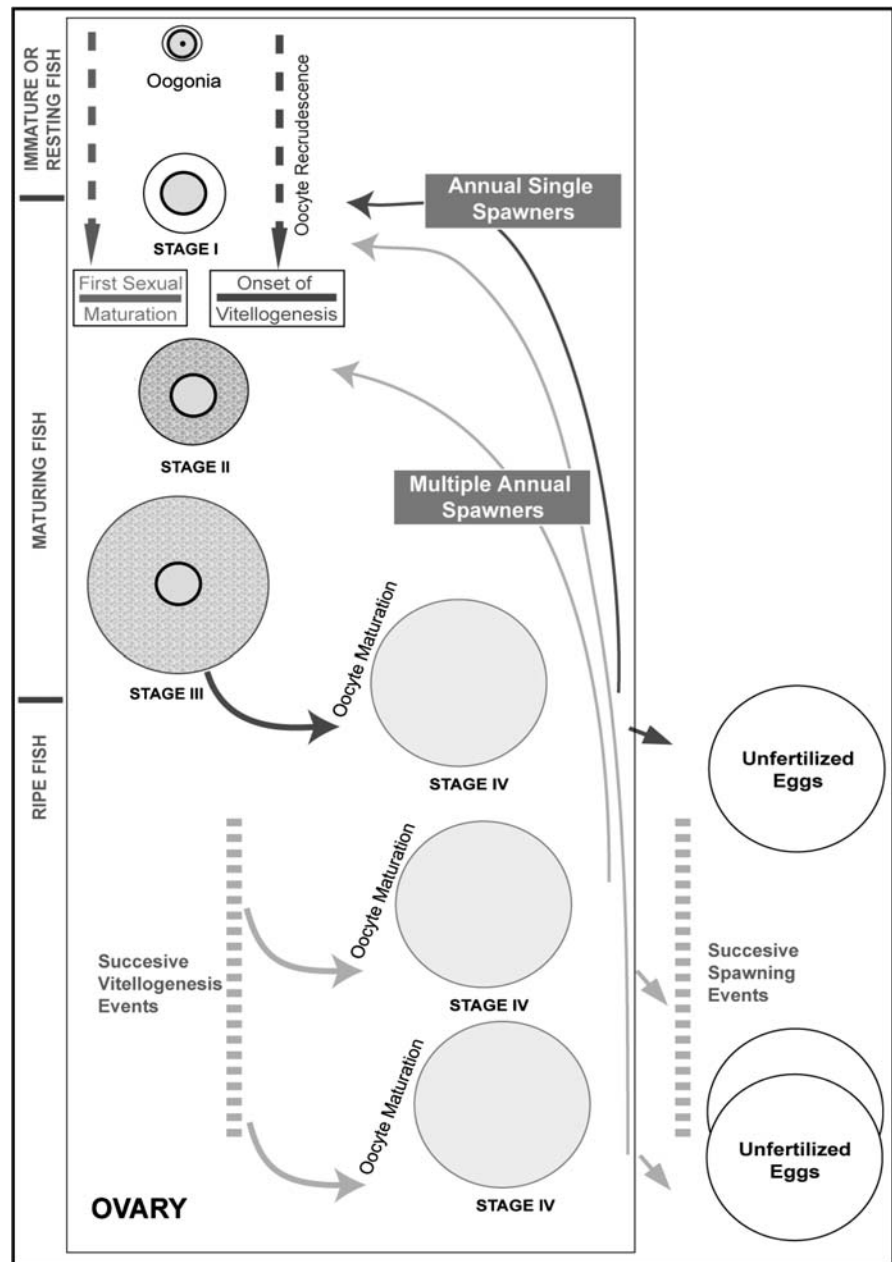 IMMATURE OR
RESTING FISH
MATURING FISH
RIPE FISH
Oogonia
Oocyte Recrudescence
STAGE I
First Sexual
Maturation
Onset of
Vitellogenesis
Annual Single
Spawners
STAGE II
Multiple Annual
Spawners
STAGE III
Oocyte Maturation
STAGE IV
Unfertilized
Eggs
Oocyte Maturation
STAGE IV
Succesive
Vitellogenesis
Events
Succesive
Spawning
Events
Oocyte Maturation
STAGE IV
Unfertilized
Eggs
OVARY